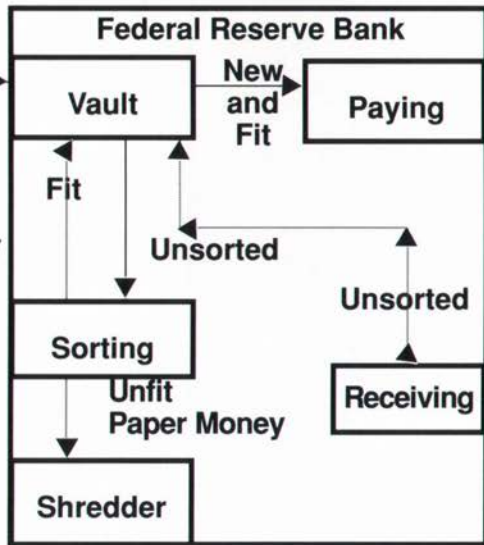 Federal Reserve Bank
Vault
New
and
Fit
Paying
Fit
Unsorted
Unsorted
Sorting
Unfit
Paper Money
Receiving
Shredder